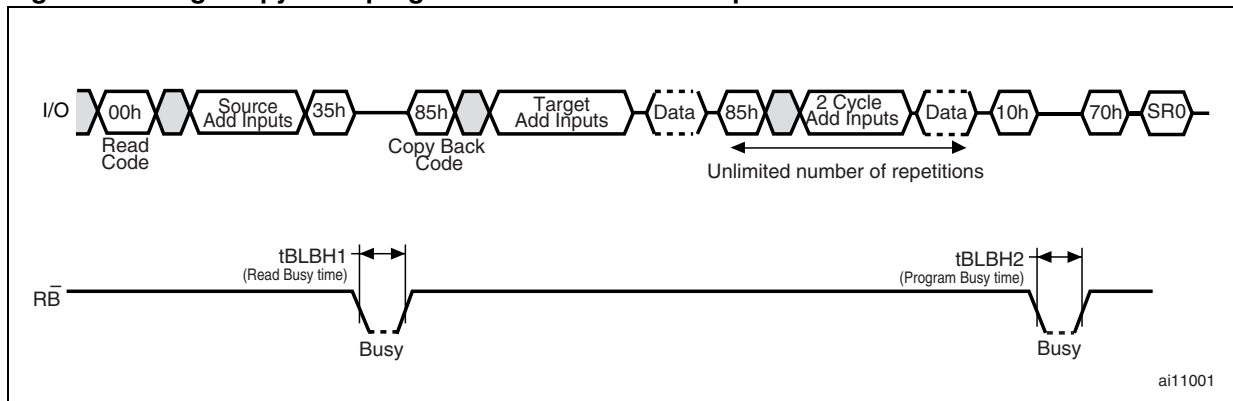 I/O 00h Source Add Inputs 35h 85h Target Add Inputs Data 85h 2 Cycle Add Inputs Data 10h 70h SR0
Read Code
Copy Back Code
Unlimited number of repetitions
tBLBH1
(Read Busy time)
tBLBH2
(Program Busy time)
RB̅
Busy
Busy
ai11001